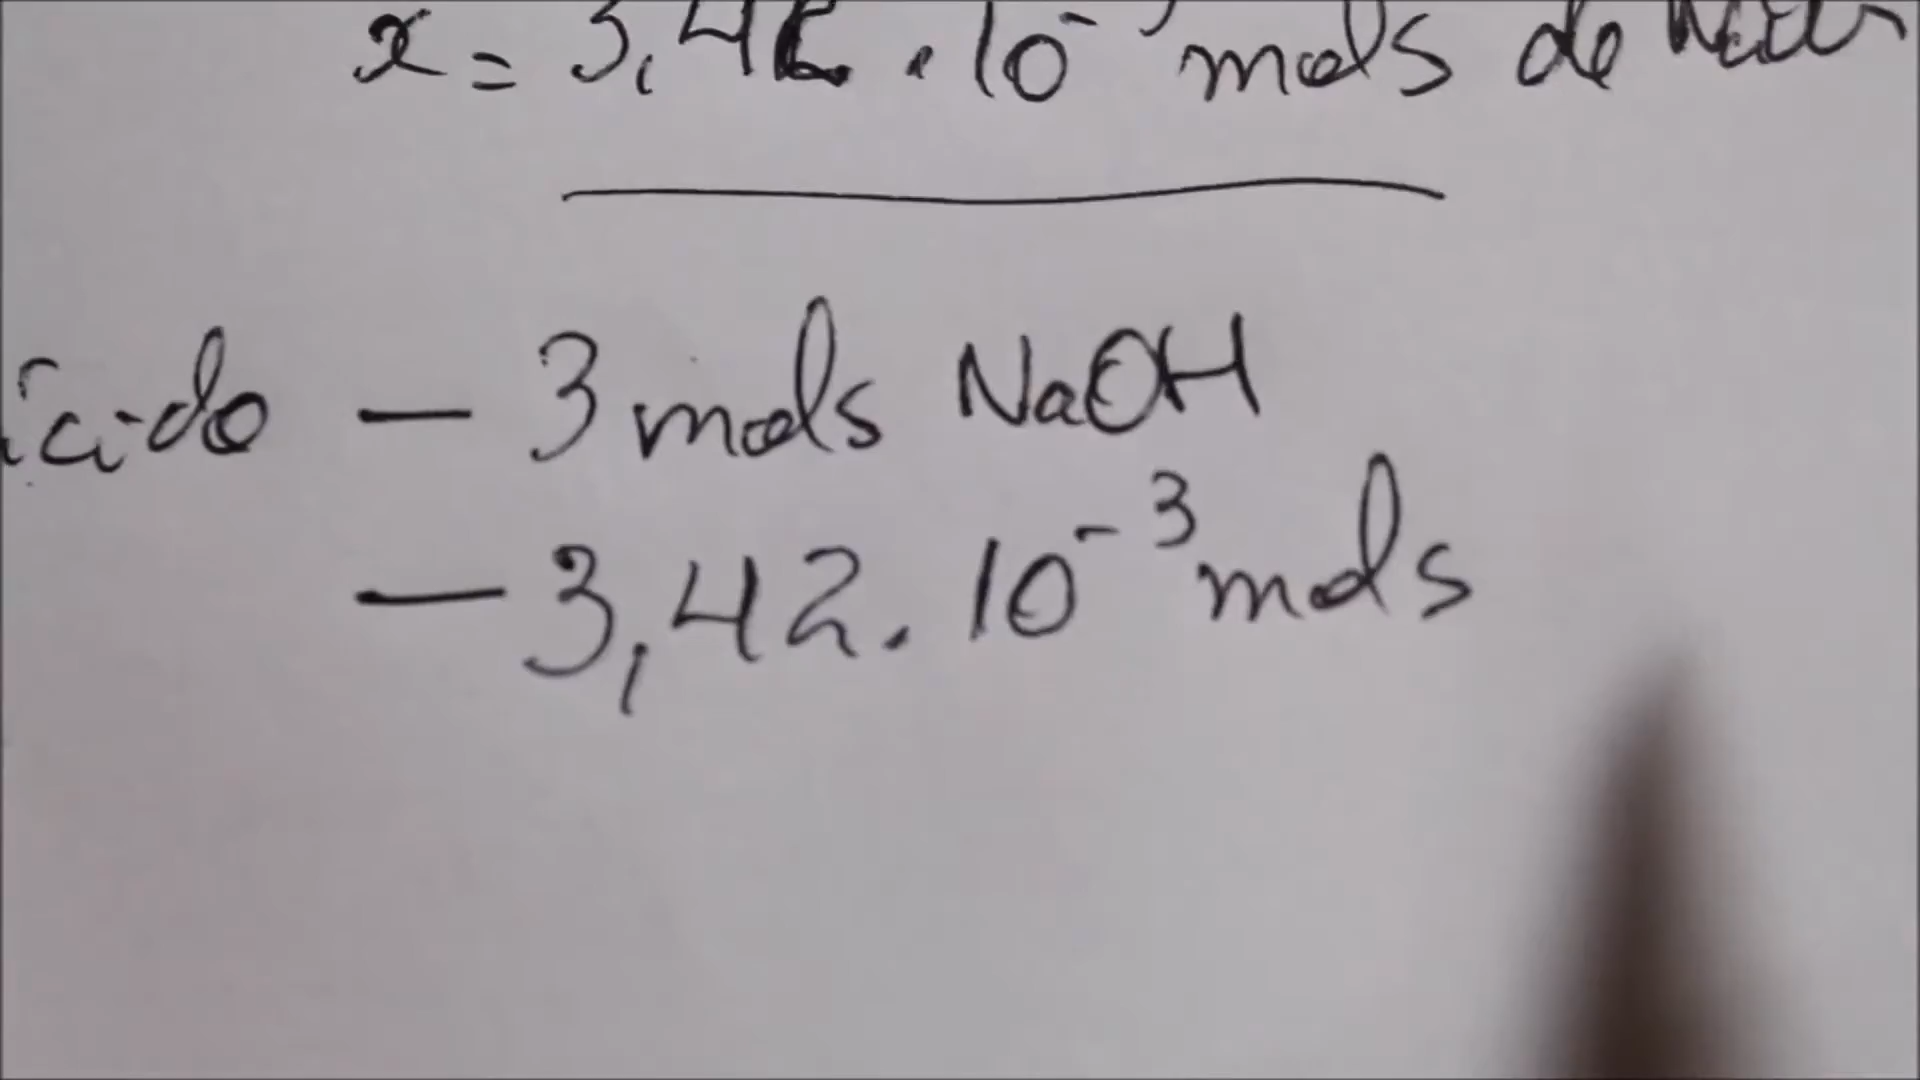 x = 3,42 . 10⁻³ mols de NaOH
ácido — 3 mols NaOH
— 3,42 . 10⁻³ mols